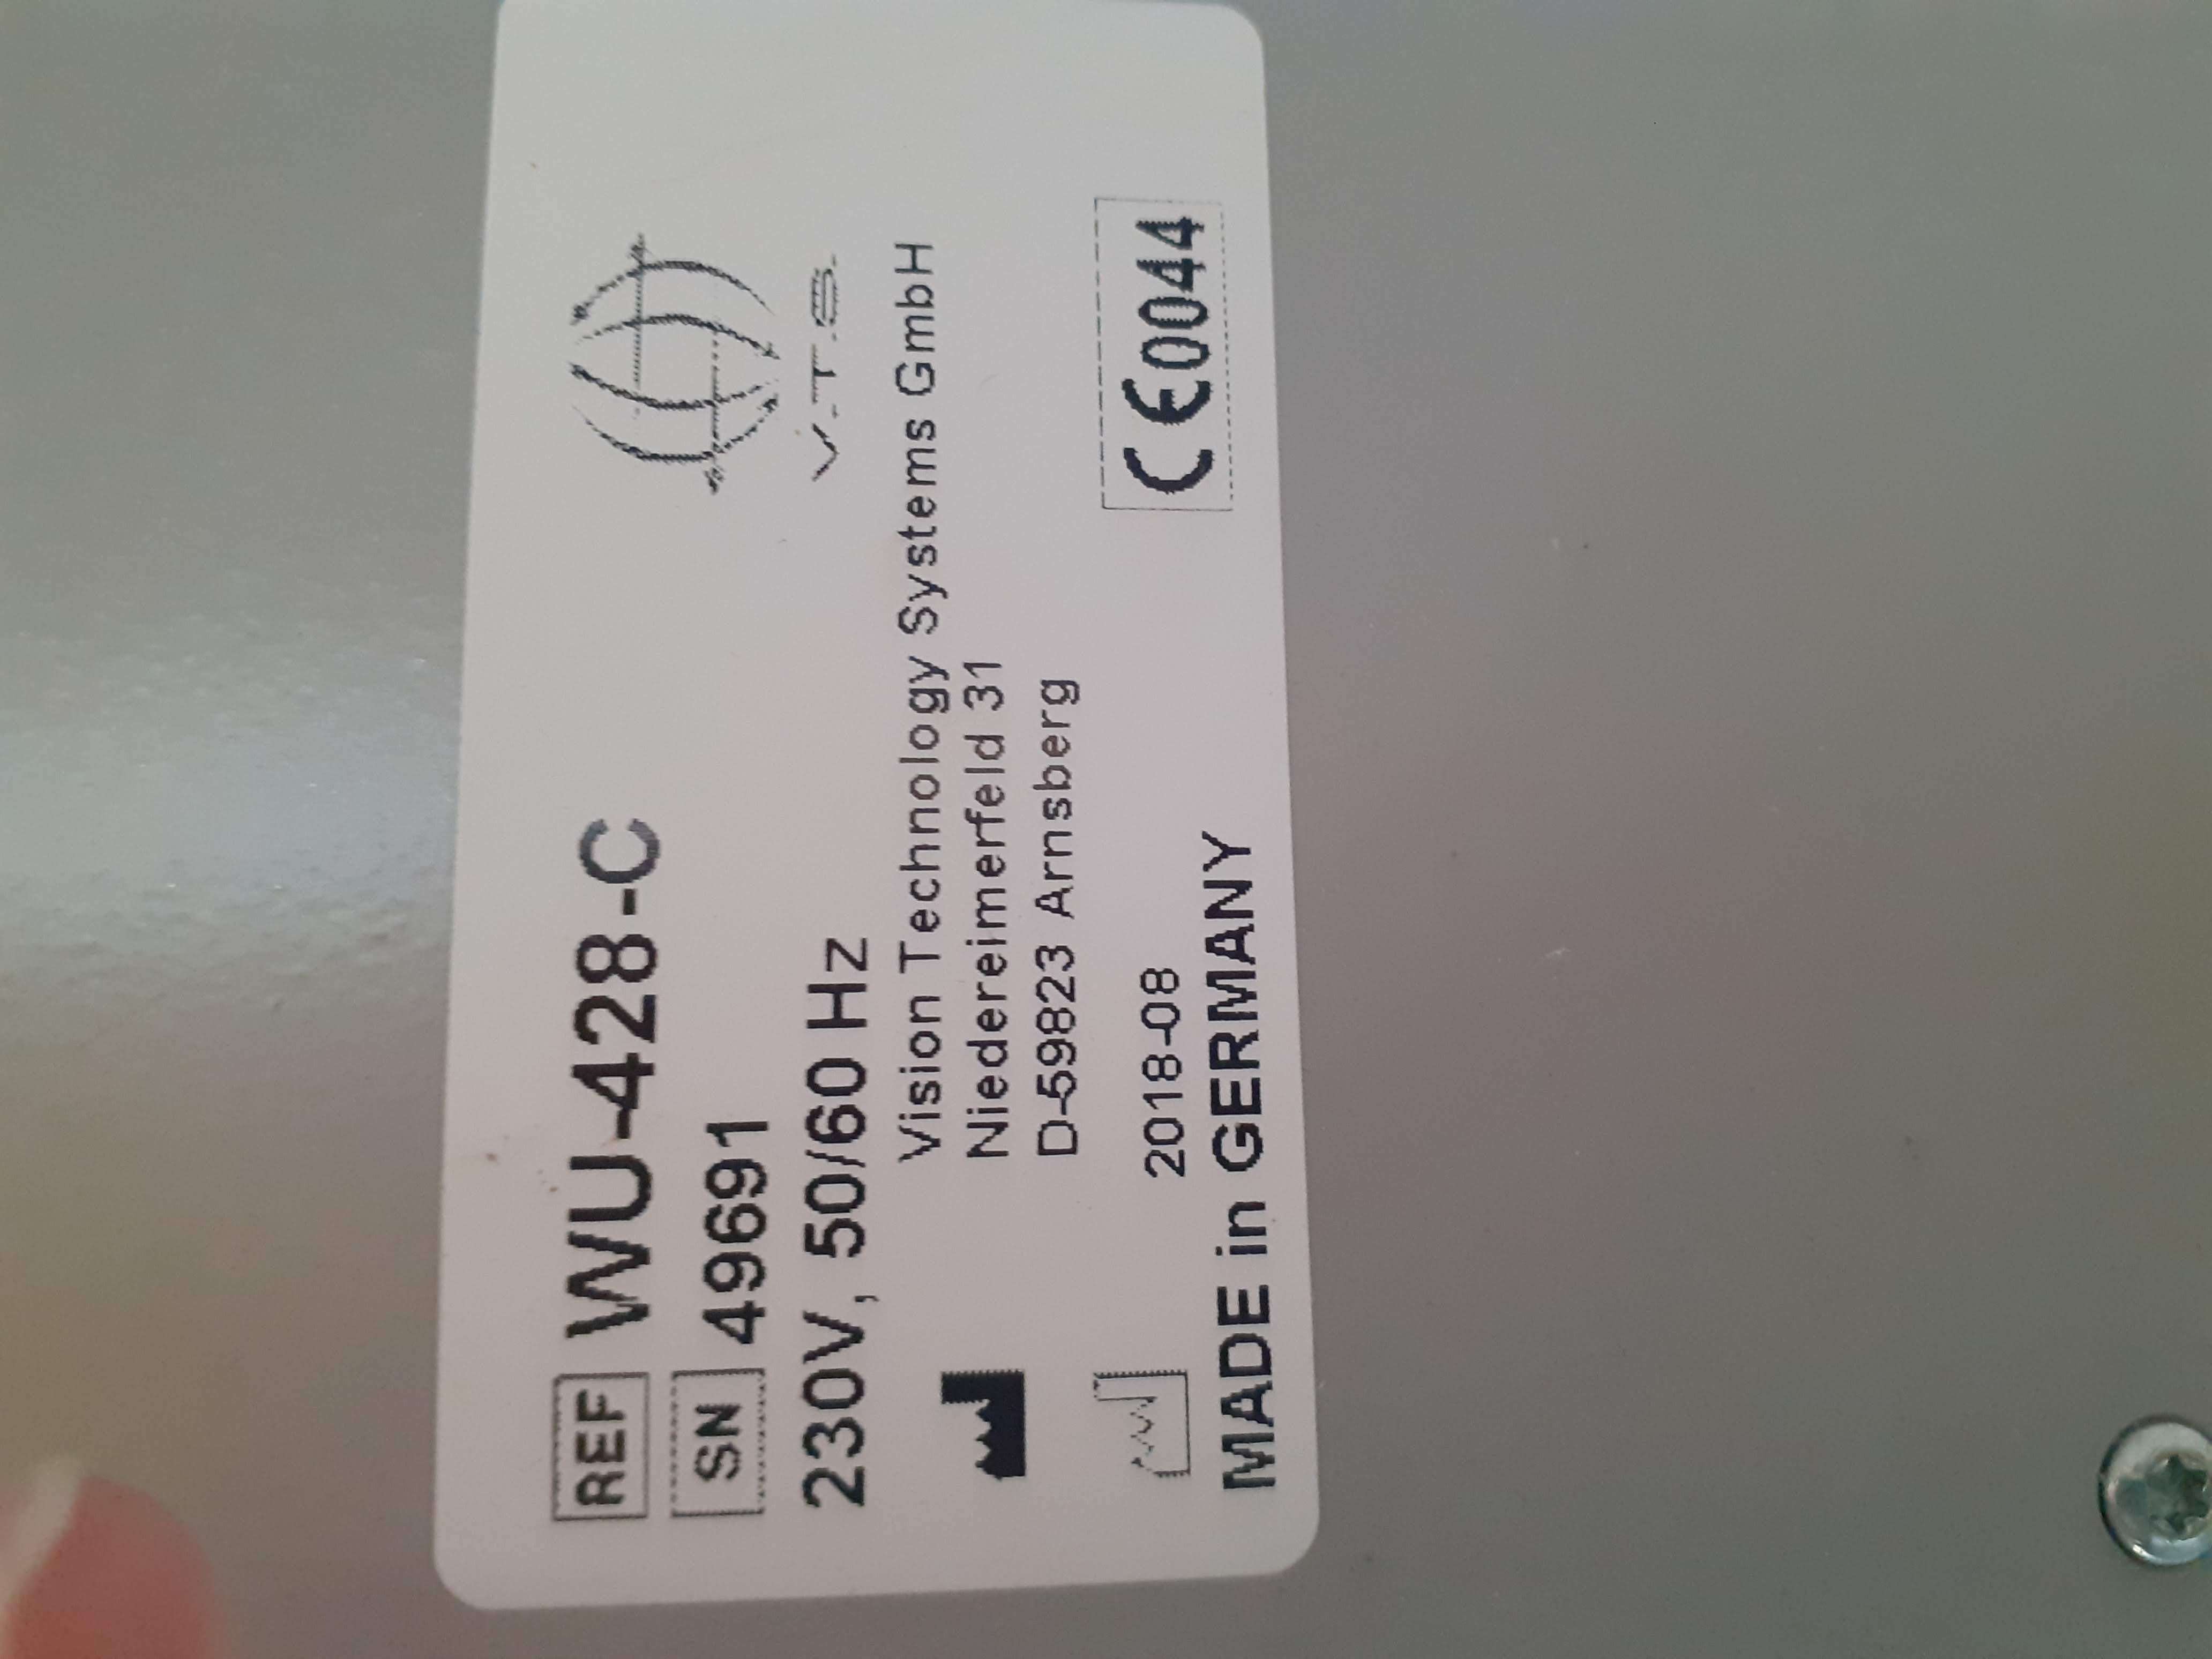 REF WU-428-C
SN 49691
230V, 50/60 Hz
V.T.S.
Vision Technology Systems GmbH
Niedereimerfeld 31
D-59823 Arnsberg
2018-08
CE0044
MADE in GERMANY